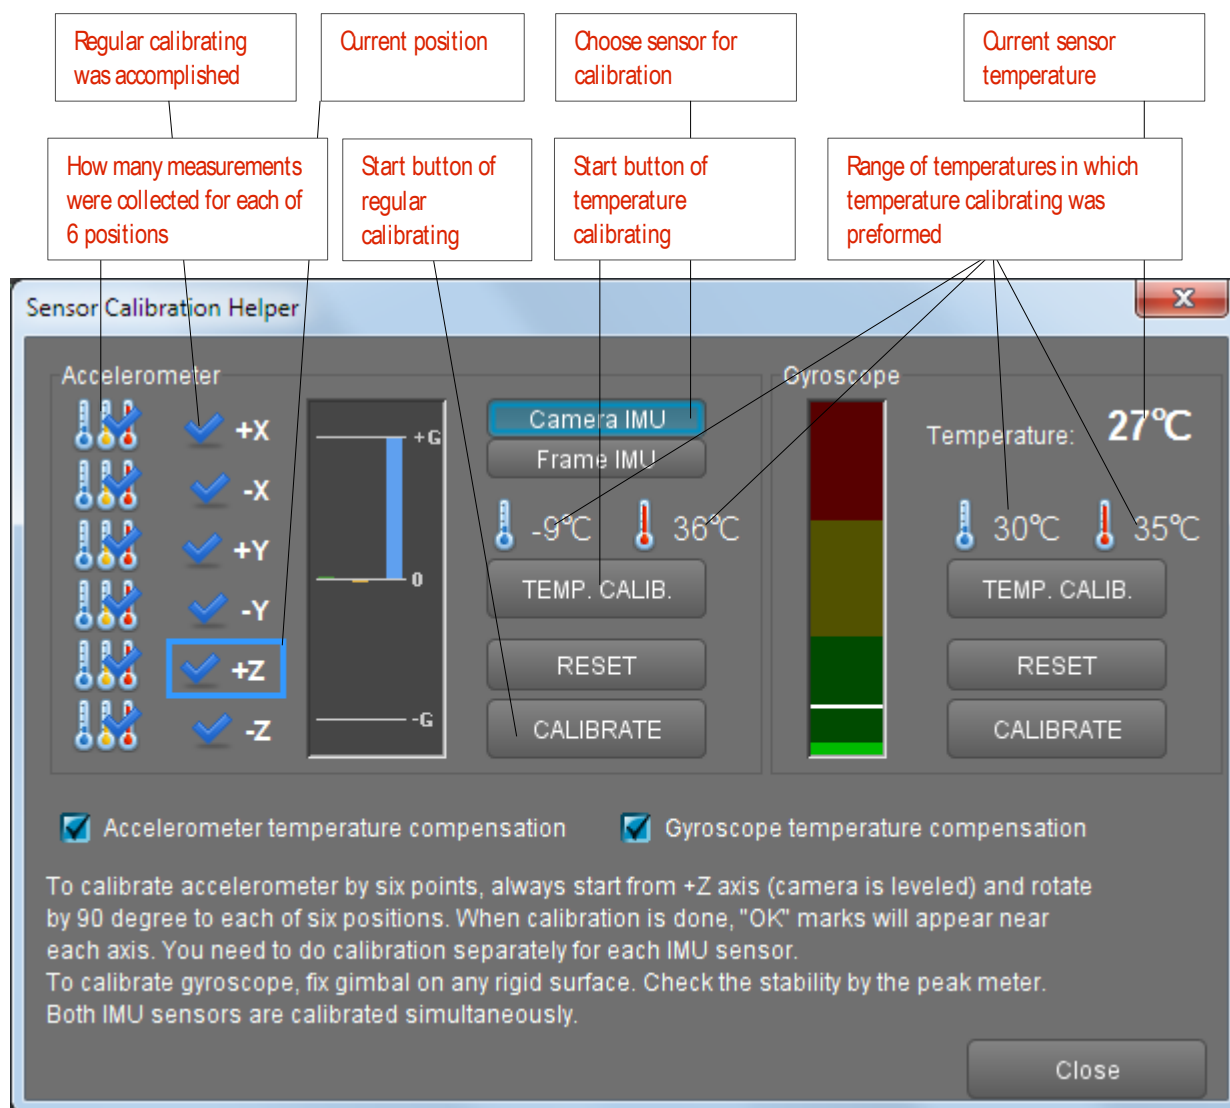 Regular calibrating
was accomplished
Current position
Choose sensor for
calibration
Current sensor
temperature
How many measurements
were collected for each of
6 positions
Start button of
regular
calibrating
Start button of
temperature
calibrating
Range of temperatures in which
temperature calibrating was
preformed
Sensor Calibration Helper
Accelerometer
+X
-X
+Y
-Y
+Z
-Z
+G
0
-G
Camera IMU
Frame IMU
-9°C
36°C
TEMP. CALIB.
RESET
CALIBRATE
Gyroscope
Temperature:
27°C
30°C
35°C
TEMP. CALIB.
RESET
CALIBRATE
Accelerometer temperature compensation
Gyroscope temperature compensation
To calibrate accelerometer by six points, always start from +Z axis (camera is leveled) and rotate
by 90 degree to each of six positions. When calibration is done, "OK" marks will appear near
each axis. You need to do calibration separately for each IMU sensor.
To calibrate gyroscope, fix gimbal on any rigid surface. Check the stability by the peak meter.
Both IMU sensors are calibrated simultaneously.
Close